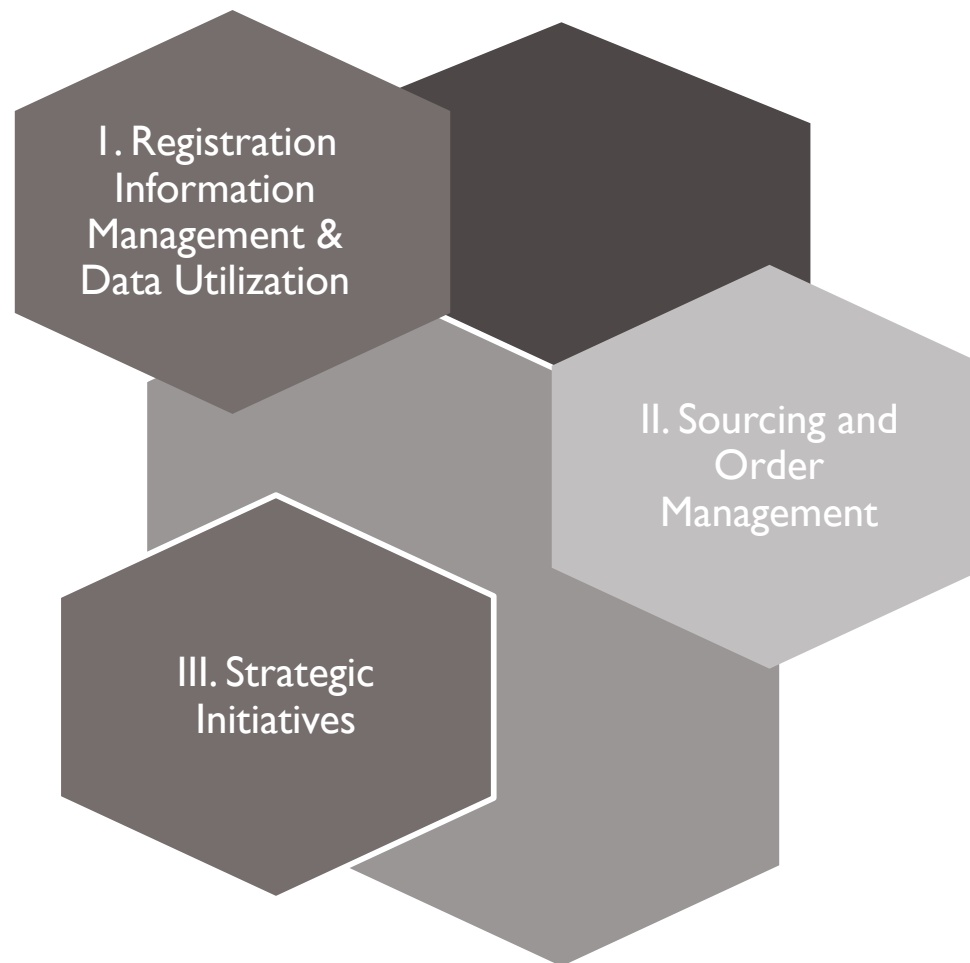 I. Registration
Information
Management &
Data Utilization
II. Sourcing and
Order
Management
III. Strategic
Initiatives